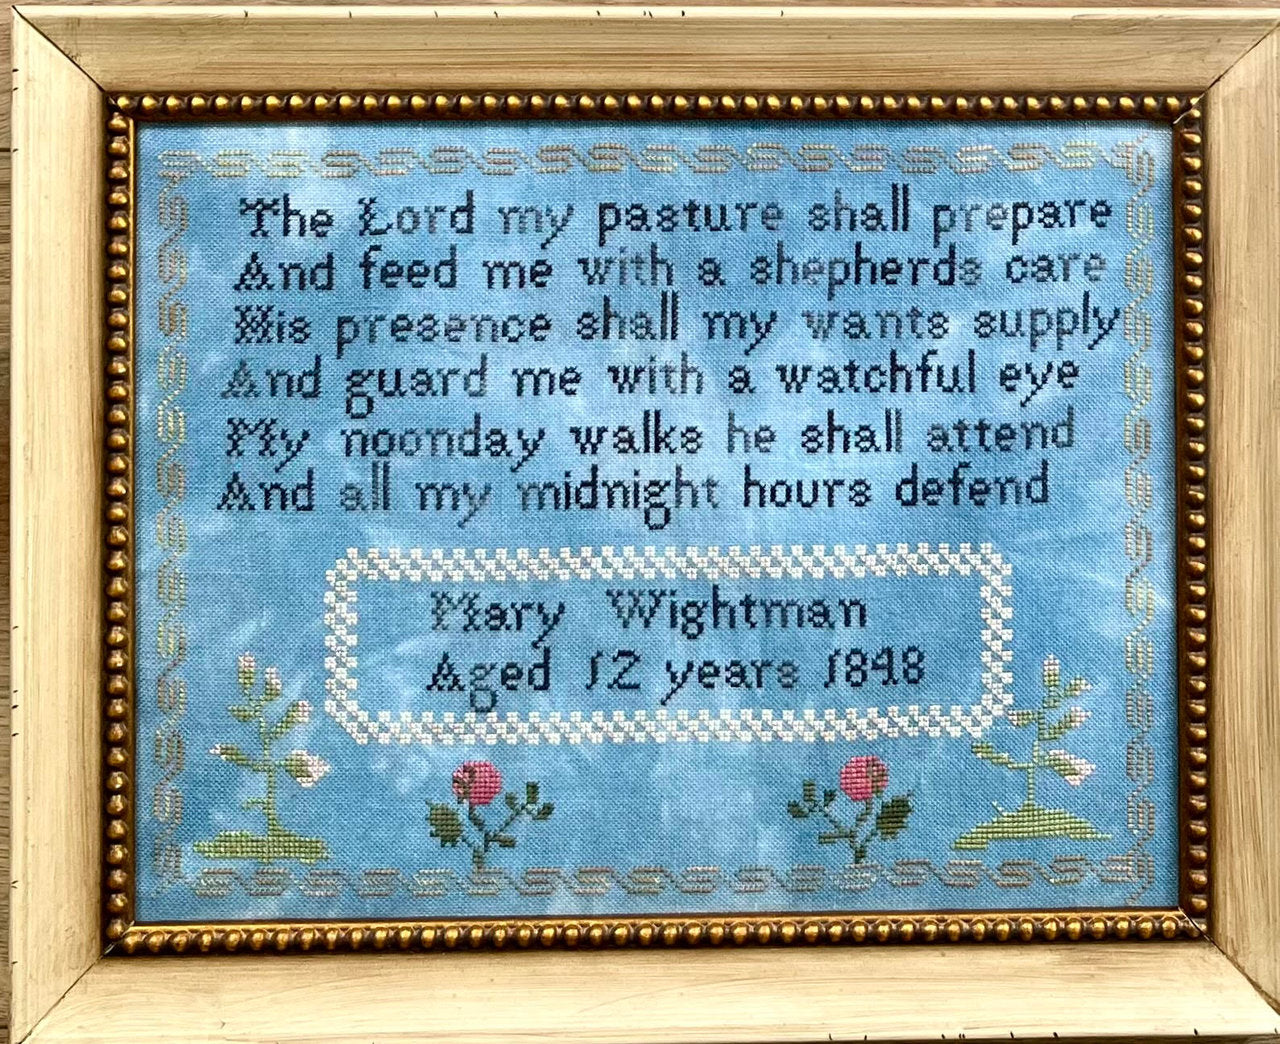 The Lord my pasture shall prepare
And feed me with a shepherds care
His presence shall my wants supply
And guard me with a watchful eye
My noonday walks he shall attend
And all my midnight hours defend
Mary Wightman
Aged 12 years 1848